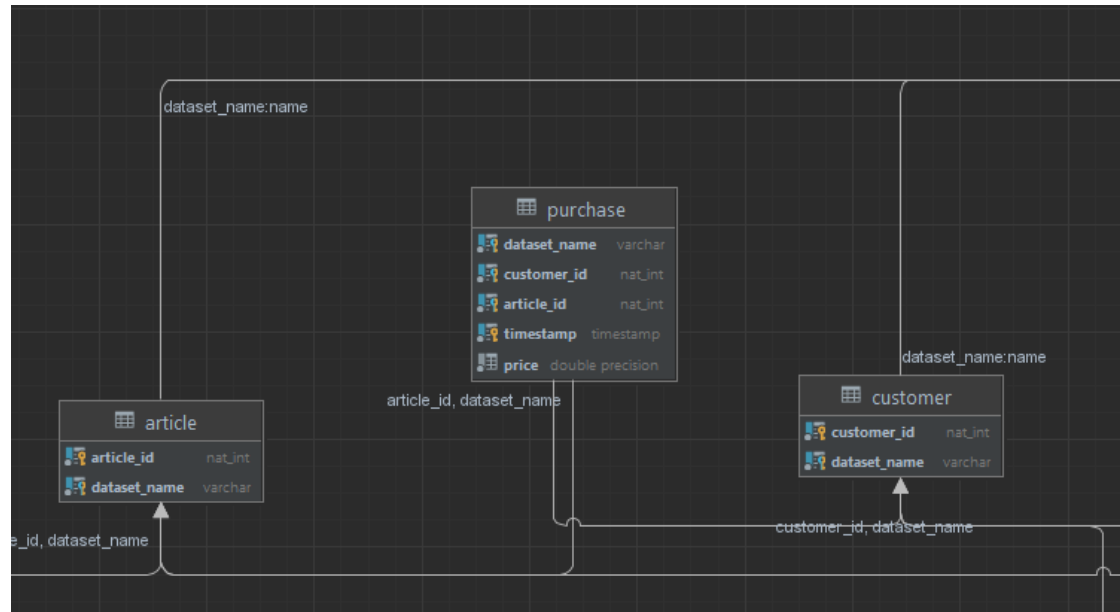 dataset_name:name
purchase
dataset_name varchar
customer_id nat_int
article_id nat_int
timestamp timestamp
price double precision
dataset_name:name
article_id, dataset_name
customer
customer_id nat_int
dataset_name varchar
article
article_id nat_int
dataset_name varchar
customer_id, dataset_name
e_id, dataset_name